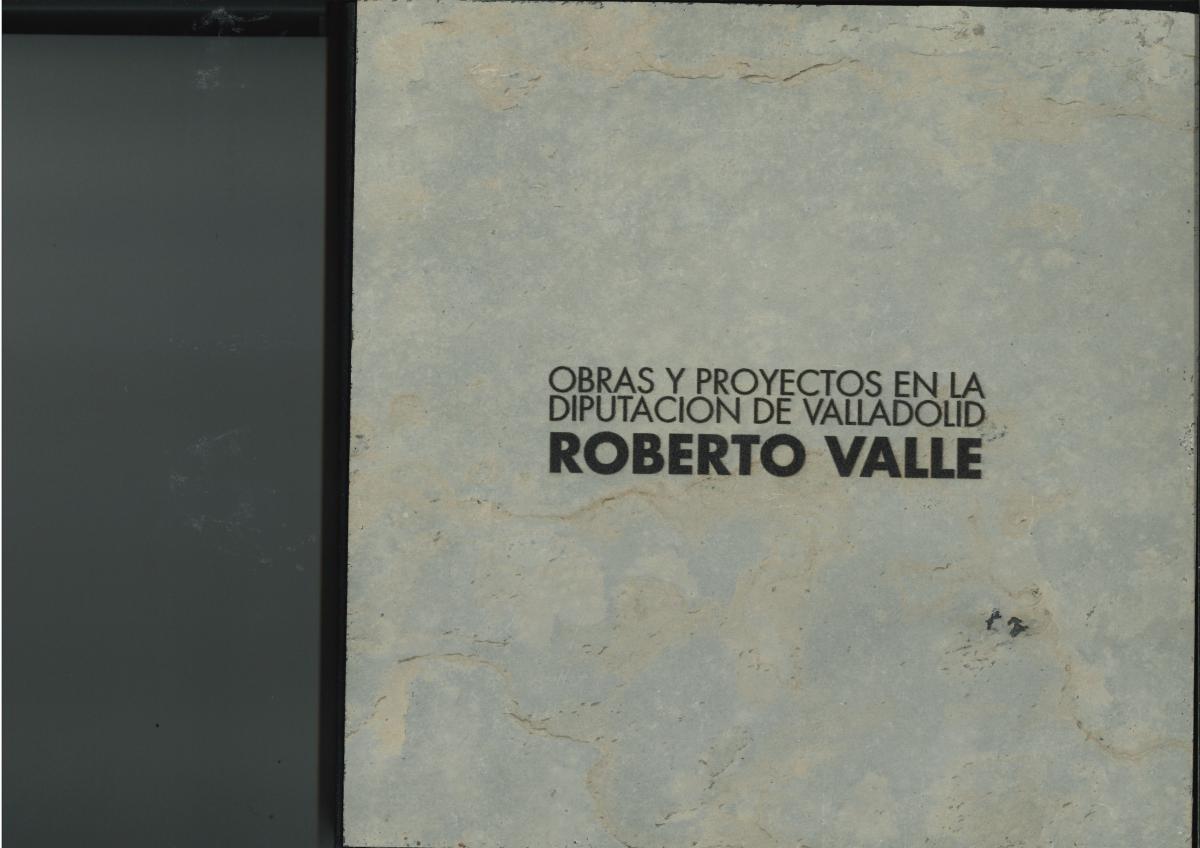 OBRAS Y PROYECTOS EN LA
DIPUTACION DE VALLADOLID
ROBERTO VALLE